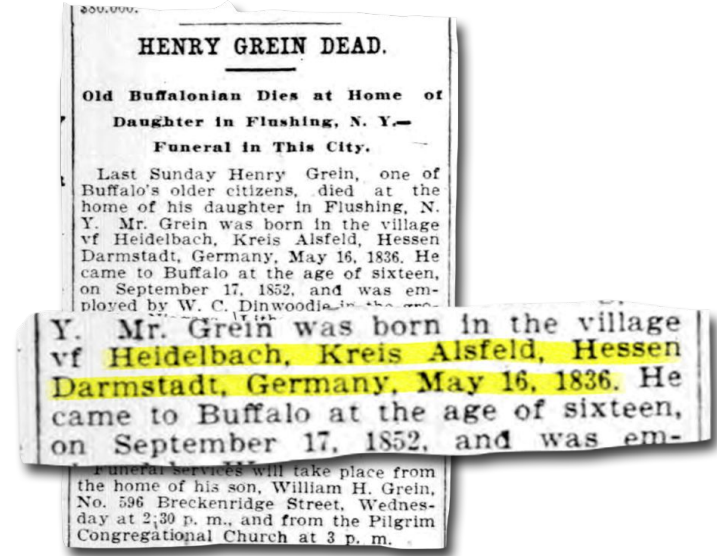 $80.000.
HENRY GREIN DEAD.
Old Buffalonian Dies at Home of
Daughter in Flushing, N. Y.—
Funeral in This City.
Last Sunday Henry Grein, one of
Buffalo's older citizens, died at the
home of his daughter in Flushing, N.
Y. Mr. Grein was born in the village
vf Heidelbach, Kreis Alsfeld, Hessen
Darmstadt, Germany, May 16, 1836. He
came to Buffalo at the age of sixteen,
on September 17, 1852, and was em-
ployed by W. C. Dinwoodie in the
Y. Mr. Grein was born in the village
vf Heidelbach, Kreis Alsfeld, Hessen
Darmstadt, Germany, May 16, 1836. He
came to Buffalo at the age of sixteen,
on September 17, 1852, and was em-
Funeral services will take place from
the home of his son, William H. Grein,
No. 596 Breckenridge Street, Wednes-
day at 2:30 p. m., and from the Pilgrim
Congregational Church at 3 p. m.